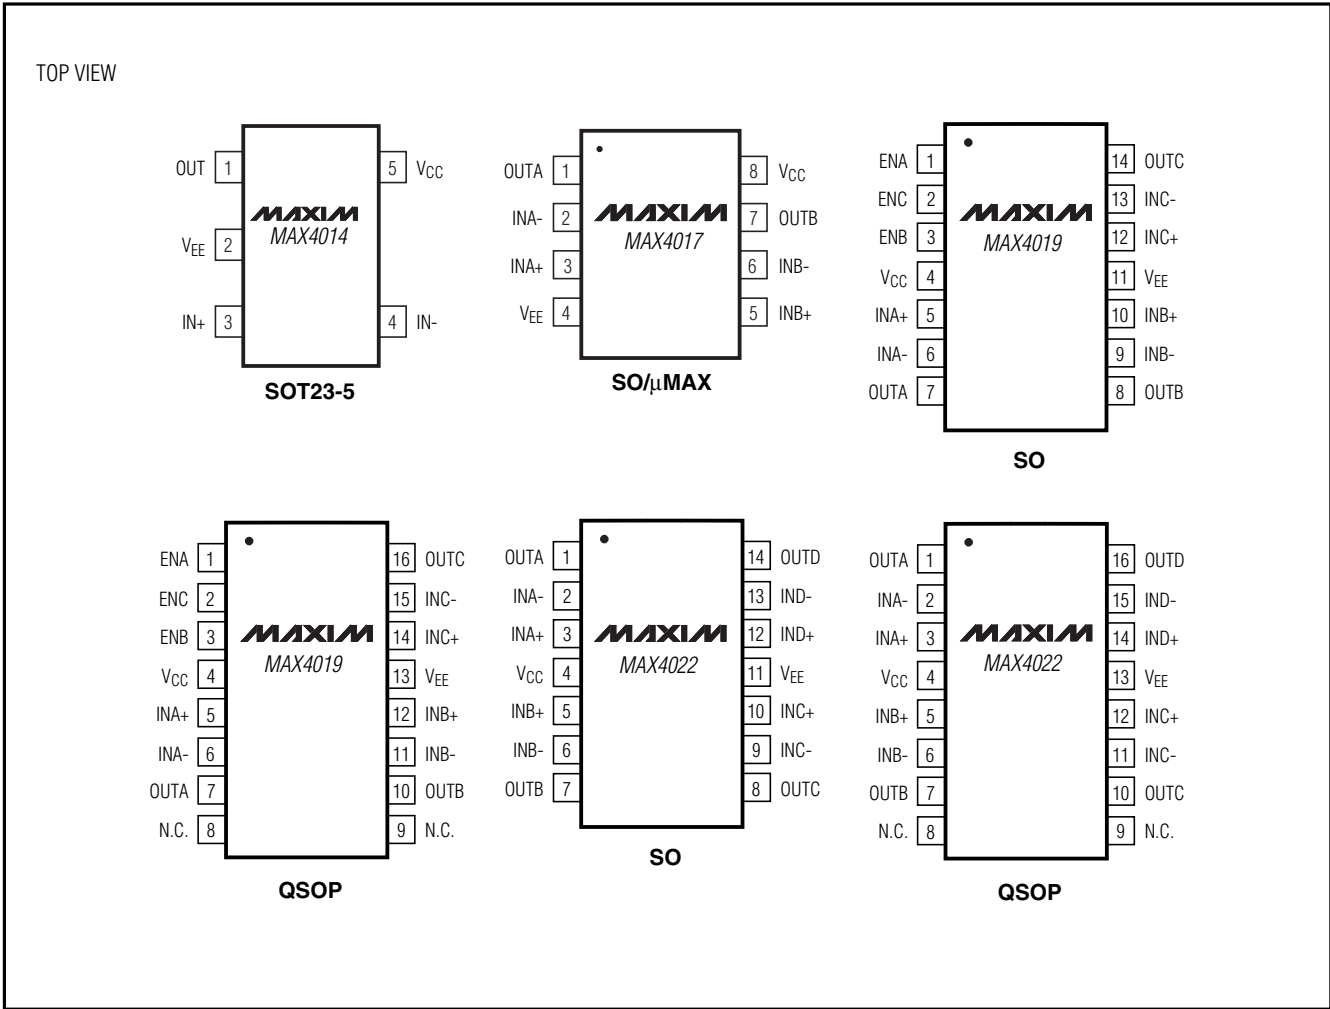 TOP VIEW
OUT 1
5 VCC
MAXIM
MAX4014
VEE 2
IN+ 3
4 IN-
SOT23-5
OUTA 1
8 VCC
INA- 2
MAXIM
7 OUTB
MAX4017
INA+ 3
6 INB-
VEE 4
5 INB+
SO/µMAX
ENA 1
14 OUTC
ENC 2
13 INC-
MAXIM
ENB 3
12 INC+
MAX4019
VCC 4
11 VEE
INA+ 5
10 INB+
INA- 6
9 INB-
OUTA 7
8 OUTB
SO
ENA 1
16 OUTC
ENC 2
15 INC-
ENB 3
MAXIM
14 INC+
MAX4019
VCC 4
13 VEE
INA+ 5
12 INB+
INA- 6
11 INB-
OUTA 7
10 OUTB
N.C. 8
9 N.C.
QSOP
OUTA 1
14 OUTD
INA- 2
13 IND-
INA+ 3
MAXIM
12 IND+
MAX4022
VCC 4
11 VEE
INB+ 5
10 INC+
INB- 6
9 INC-
OUTB 7
8 OUTC
SO
OUTA 1
16 OUTD
INA- 2
15 IND-
INA+ 3
MAXIM
14 IND+
MAX4022
VCC 4
13 VEE
INB+ 5
12 INC+
INB- 6
11 INC-
OUTB 7
10 OUTC
N.C. 8
9 N.C.
QSOP